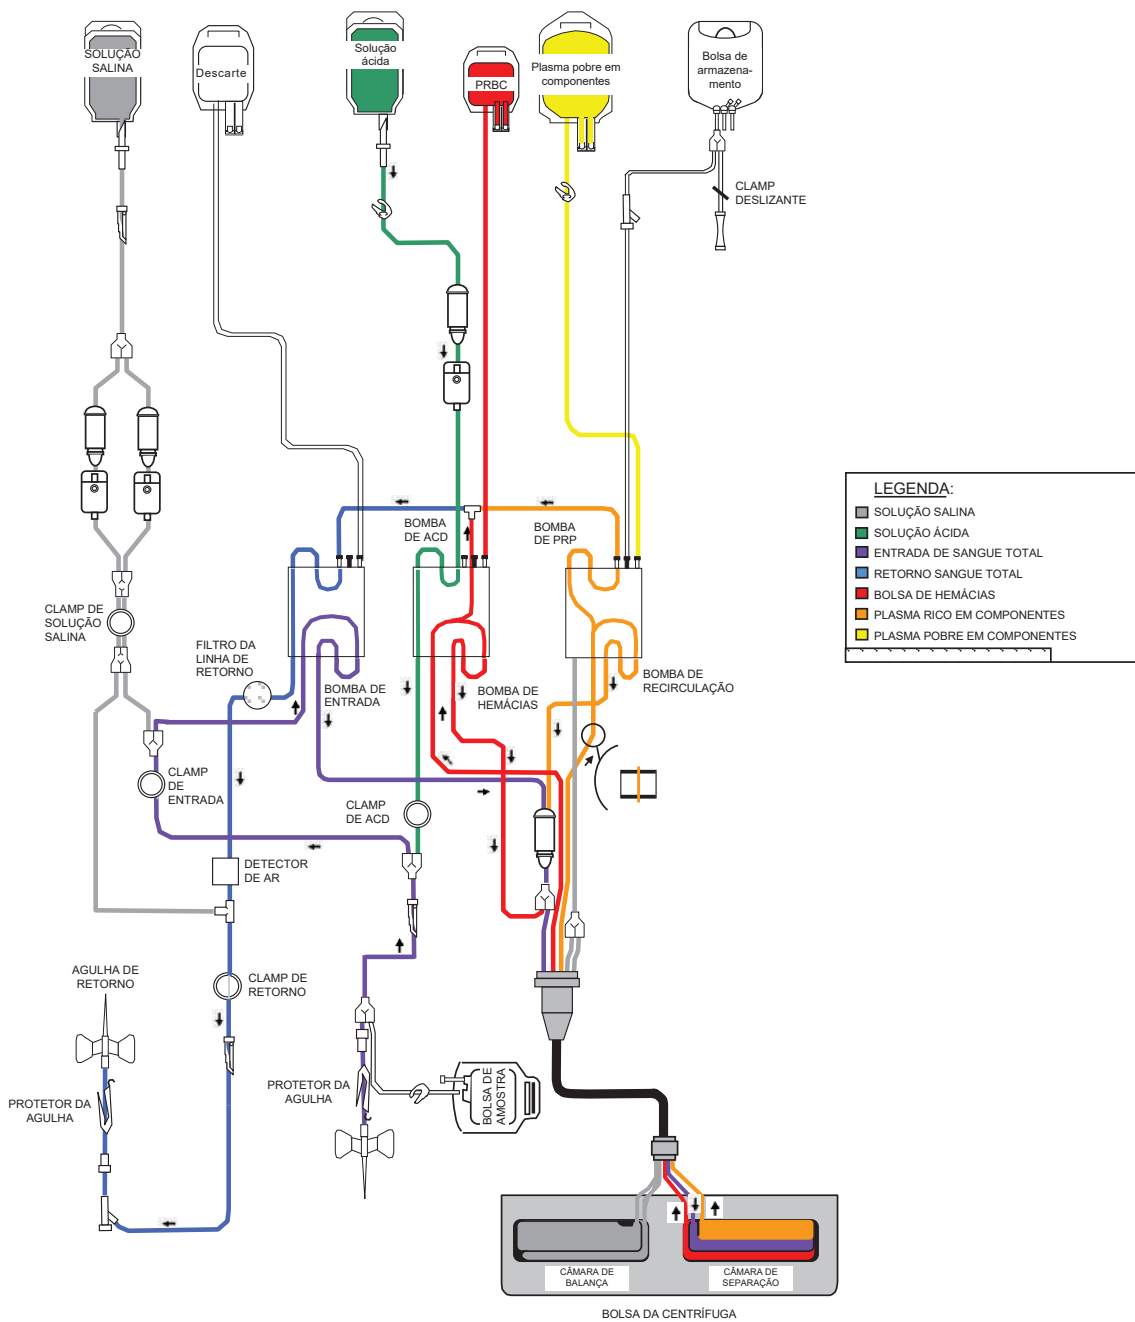 SOLUÇÃO
SALINA
Descarte
Solução
ácida
PRBC
Plasma pobre em
componentes
Bolsa de
armazena-
mento
CLAMP
DESLIZANTE
LEGENDA:
SOLUÇÃO SALINA
SOLUÇÃO ÁCIDA
ENTRADA DE SANGUE TOTAL
RETORNO SANGUE TOTAL
BOLSA DE HEMÁCIAS
PLASMA RICO EM COMPONENTES
PLASMA POBRE EM COMPONENTES
BOMBA
DE ACD
BOMBA
DE PRP
CLAMP DE
SOLUÇÃO
SALINA
FILTRO DA
LINHA DE
RETORNO
BOMBA DE
ENTRADA
BOMBA DE
HEMÁCIAS
BOMBA DE
RECIRCULAÇÃO
CLAMP
DE
ENTRADA
CLAMP
DE ACD
DETECTOR
DE AR
AGULHA DE
RETORNO
CLAMP DE
RETORNO
PROTETOR DA
AGULHA
PROTETOR DA
AGULHA
BOLSA DE
AMOSTRA
CÂMARA DE
BALANÇA
CÂMARA DE
SEPARAÇÃO
BOLSA DA CENTRÍFUGA